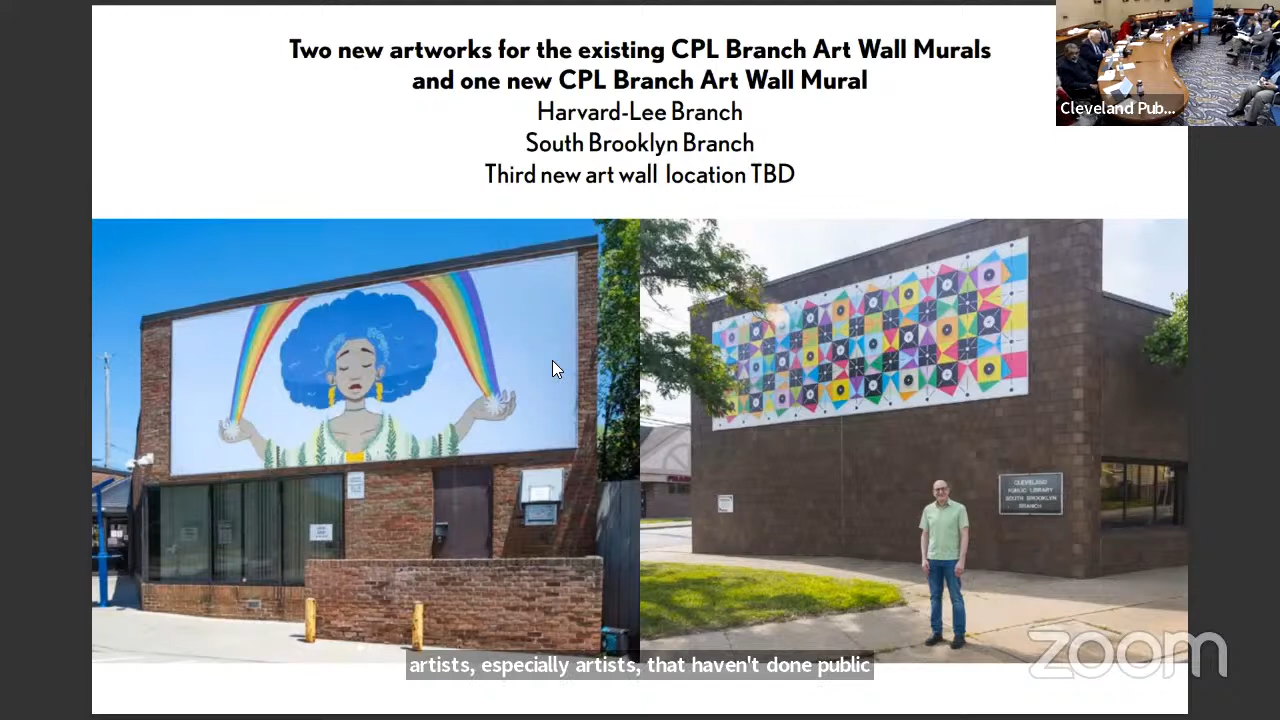 Two new artworks for the existing CPL Branch Art Wall Murals
and one new CPL Branch Art Wall Mural
Harvard-Lee Branch
South Brooklyn Branch
Third new art wall location TBD
Cleveland Pub...
CLEVELAND
PUBLIC LIBRARY
SOUTH BROOKLYN
BRANCH
artists, especially artists, that haven't done public
zoom